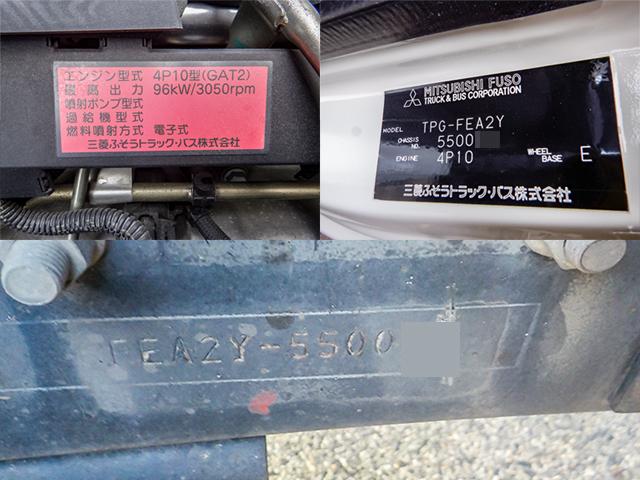 エンジン型式 4P10型(GAT2)
最高出力 96kW/3050rpm
噴射ポンプ型式
過給機型式
燃料噴射方式 電子式
三菱ふそうトラック・バス株式会社
MITSUBISHI FUSO
TRUCK & BUS CORPORATION
MODEL TPG-FEA2Y
CHASSIS NO. 5500
ENGINE 4P10 WHEEL BASE E
三菱ふそうトラック・バス株式会社
FEA2Y-5500